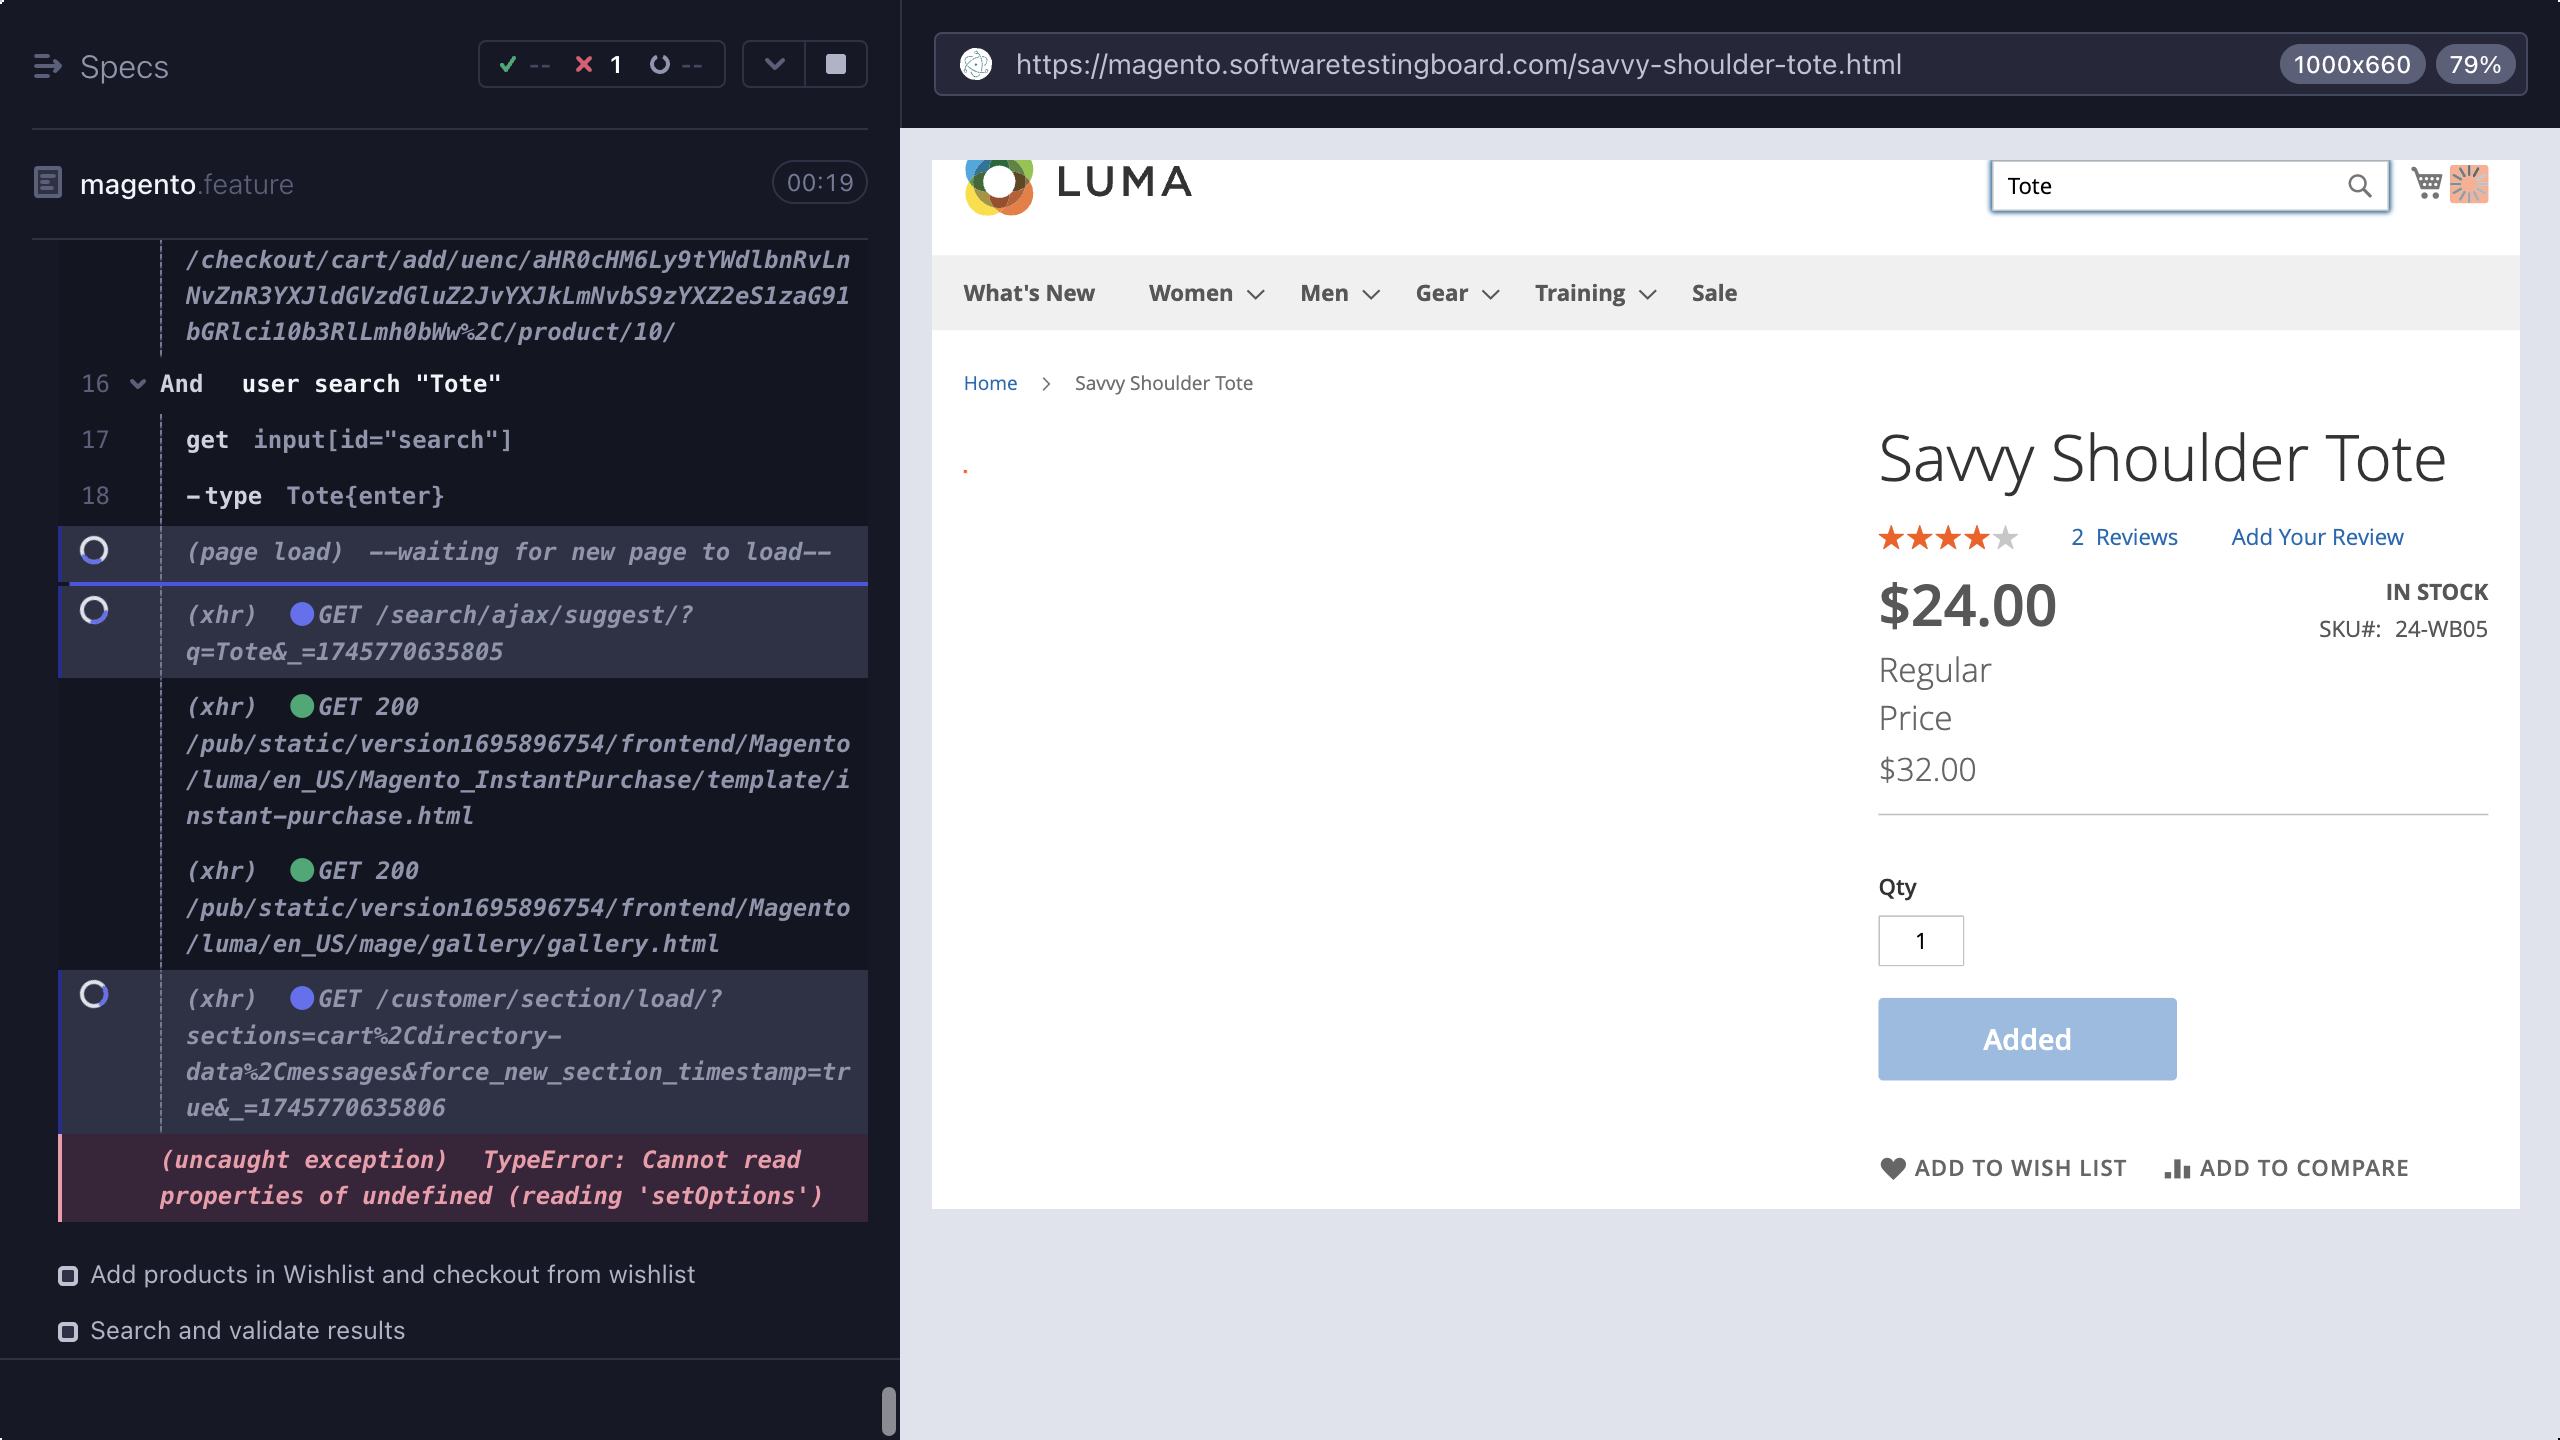 Specs
-- 1 --
magento.feature
00:19
/checkout/cart/add/uenc/aHR0cHM6Ly9tYWdlbnRvLn
NvZnR3YXJldGVzdGluZ2JvYXJkLmNvbS9zYXZ2eS1zaG91
bGRlci10b3RlLmh0bWw%2C/product/10/
16 And user search "Tote"
17 get input[id="search"]
18 -type Tote{enter}
(page load) --waiting for new page to load--
(xhr) GET /search/ajax/suggest/?
q=Tote&_=1745770635805
(xhr) GET 200
/pub/static/version1695896754/frontend/Magento
/luma/en_US/Magento_InstantPurchase/template/i
nstant-purchase.html
(xhr) GET 200
/pub/static/version1695896754/frontend/Magento
/luma/en_US/mage/gallery/gallery.html
(xhr) GET /customer/section/load/?
sections=cart%2Cdirectory-
data%2Cmessages&force_new_section_timestamp=tr
ue&_=1745770635806
(uncaught exception) TypeError: Cannot read
properties of undefined (reading 'setOptions')
Add products in Wishlist and checkout from wishlist
Search and validate results
https://magento.softwaretestingboard.com/savvy-shoulder-tote.html
1000x660
79%
LUMA
Tote
What's New Women Men Gear Training Sale
Home > Savvy Shoulder Tote
Savvy Shoulder Tote
2 Reviews Add Your Review
$24.00
IN STOCK
SKU#: 24-WB05
Regular
Price
$32.00
Qty
1
Added
ADD TO WISH LIST ADD TO COMPARE